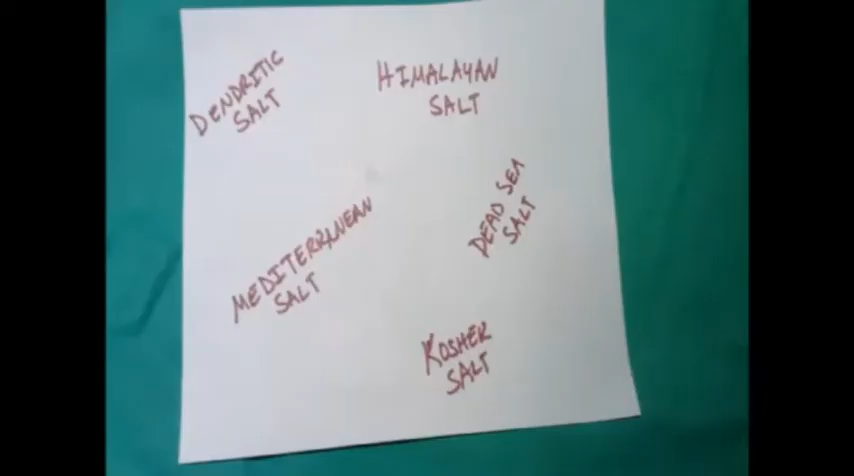 DENDRITIC
SALT
HIMALAYAN
SALT
MEDITERRANEAN
SALT
DEAD SEA
SALT
KOSHER
SALT